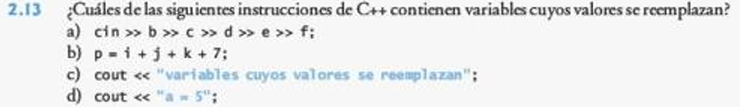 2.13 ¿Cuáles de las siguientes instrucciones de C++ contienen variables cuyos valores se reemplazan?
a) cin >> b >> c >> d >> e >> f;
b) p = i + j + k + 7;
c) cout << "variables cuyos valores se reemplazan";
d) cout << "a = 5";